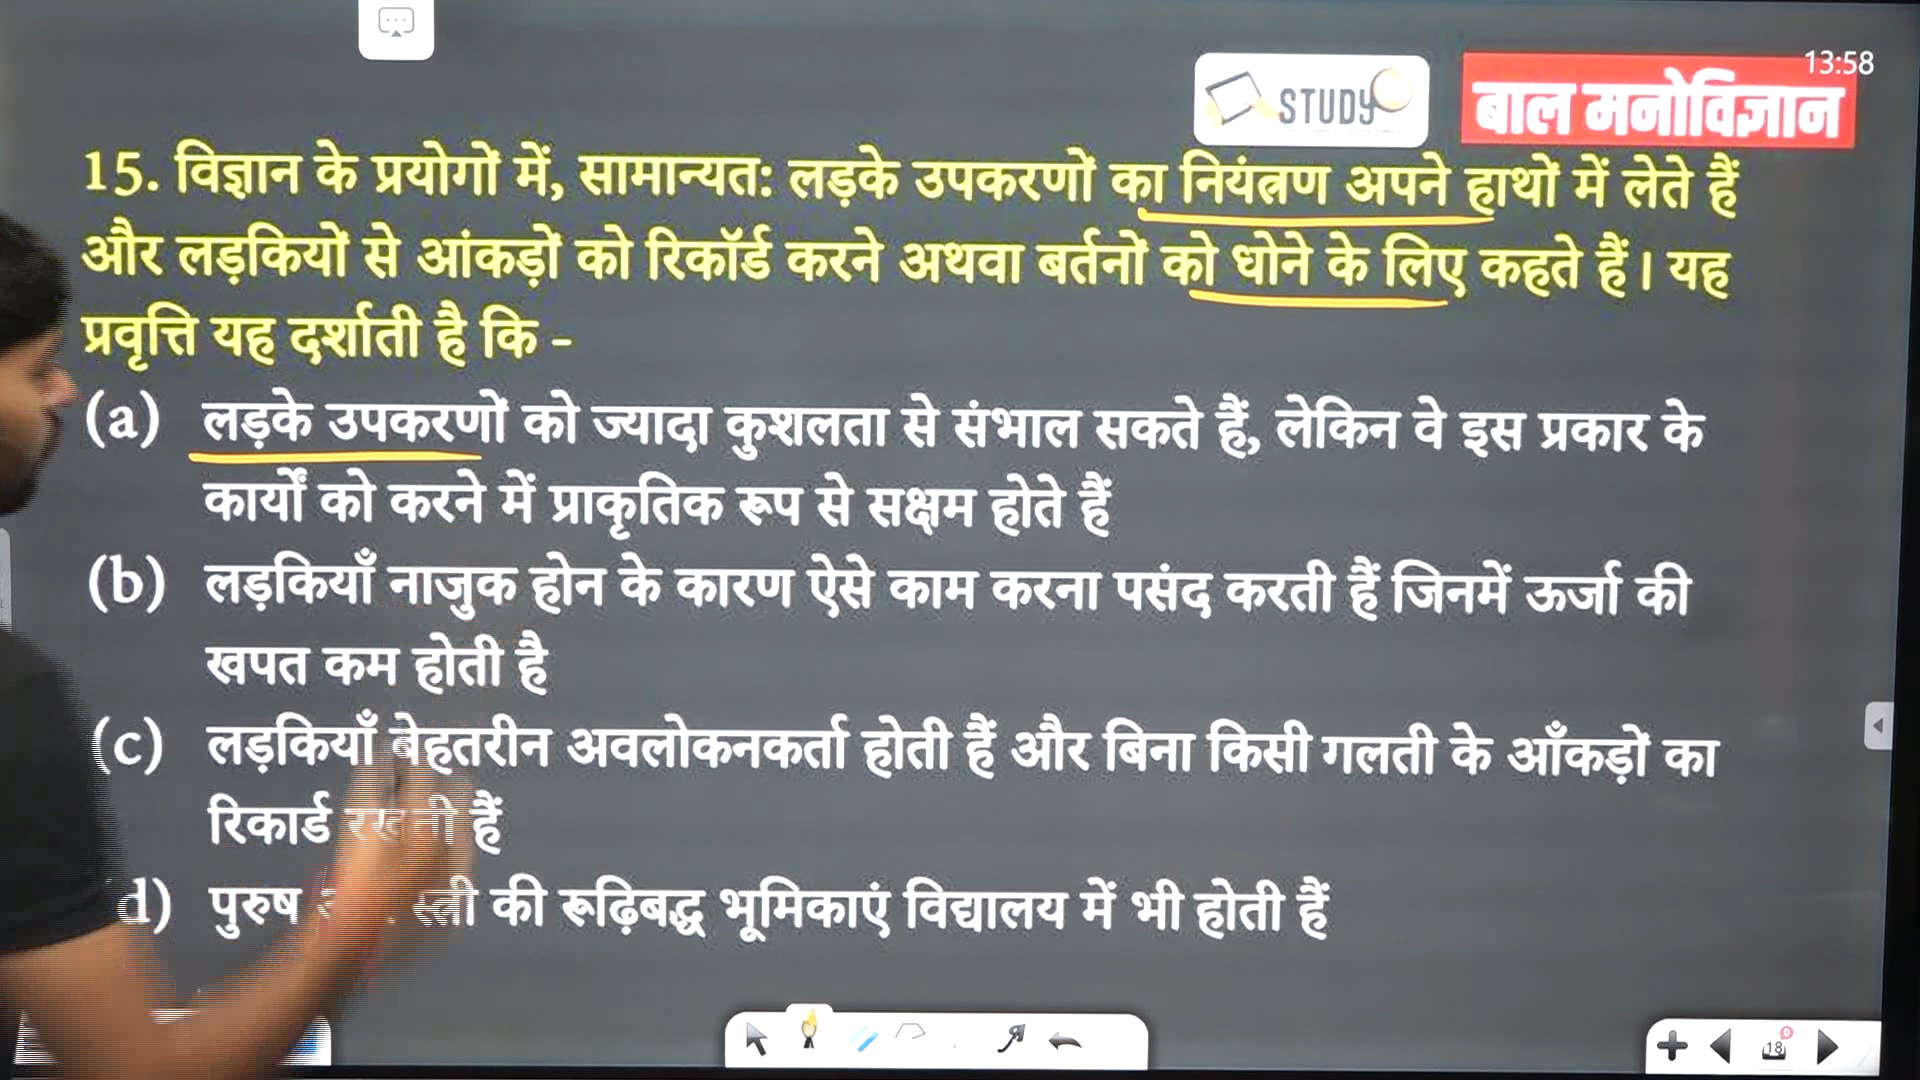 13:58
STUDY
बाल मनोविज्ञान
15. विज्ञान के प्रयोगों में, सामान्यत: लड़के उपकरणों का नियंत्रण अपने हाथों में लेते हैं
और लड़कियों से आंकड़ों को रिकॉर्ड करने अथवा बर्तनों को धोने के लिए कहते हैं। यह
प्रवृत्ति यह दर्शाती है कि -
(a) लड़के उपकरणों को ज्यादा कुशलता से संभाल सकते हैं, लेकिन वे इस प्रकार के
कार्यों को करने में प्राकृतिक रूप से सक्षम होते हैं
(b) लड़कियाँ नाजुक होन के कारण ऐसे काम करना पसंद करती हैं जिनमें ऊर्जा की
खपत कम होती है
(c) लड़कियाँ बेहतरीन अवलोकनकर्ता होती हैं और बिना किसी गलती के आँकड़ों का
रिकार्ड रखती हैं
d) पुरुष स्त्री की रूढ़िबद्ध भूमिकाएं विद्यालय में भी होती हैं
0
18